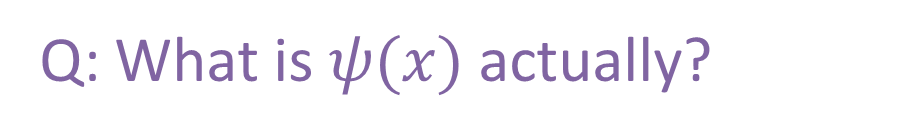 Q: What is 𝜓(𝑥) actually?